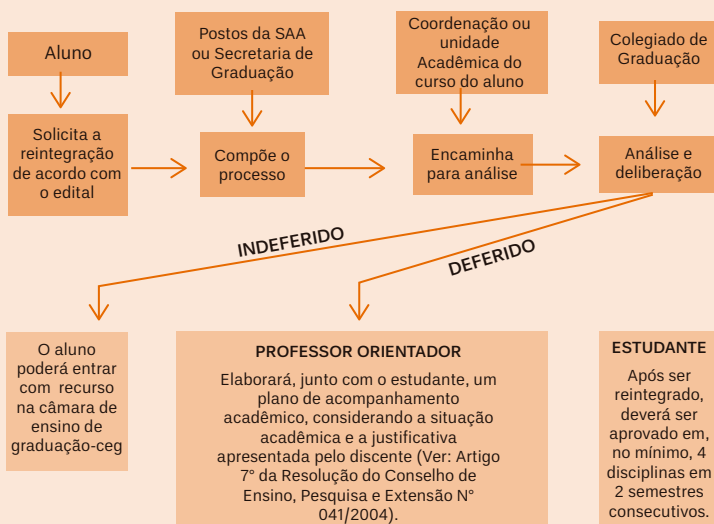 Aluno
Postos da SAA
ou Secretaria de
Graduação
Coordenação ou
unidade
Acadêmica do
curso do aluno
Colegiado de
Graduação
Solicita a
reintegração
de acordo com
o edital
Compõe o
processo
Encaminha
para análise
Análise e
deliberação
INDEFERIDO
DEFERIDO
O aluno
poderá entrar
com recurso
na câmara de
ensino de
graduação-ceg
PROFESSOR ORIENTADOR
Elaborará, junto com o estudante, um
plano de acompanhamento
acadêmico, considerando a situação
acadêmica e a justificativa
apresentada pelo discente (Ver: Artigo
7° da Resolução do Conselho de
Ensino, Pesquisa e Extensão N°
041/2004).
ESTUDANTE
Após ser
reintegrado,
deverá ser
aprovado em,
no mínimo, 4
disciplinas em
2 semestres
consecutivos.